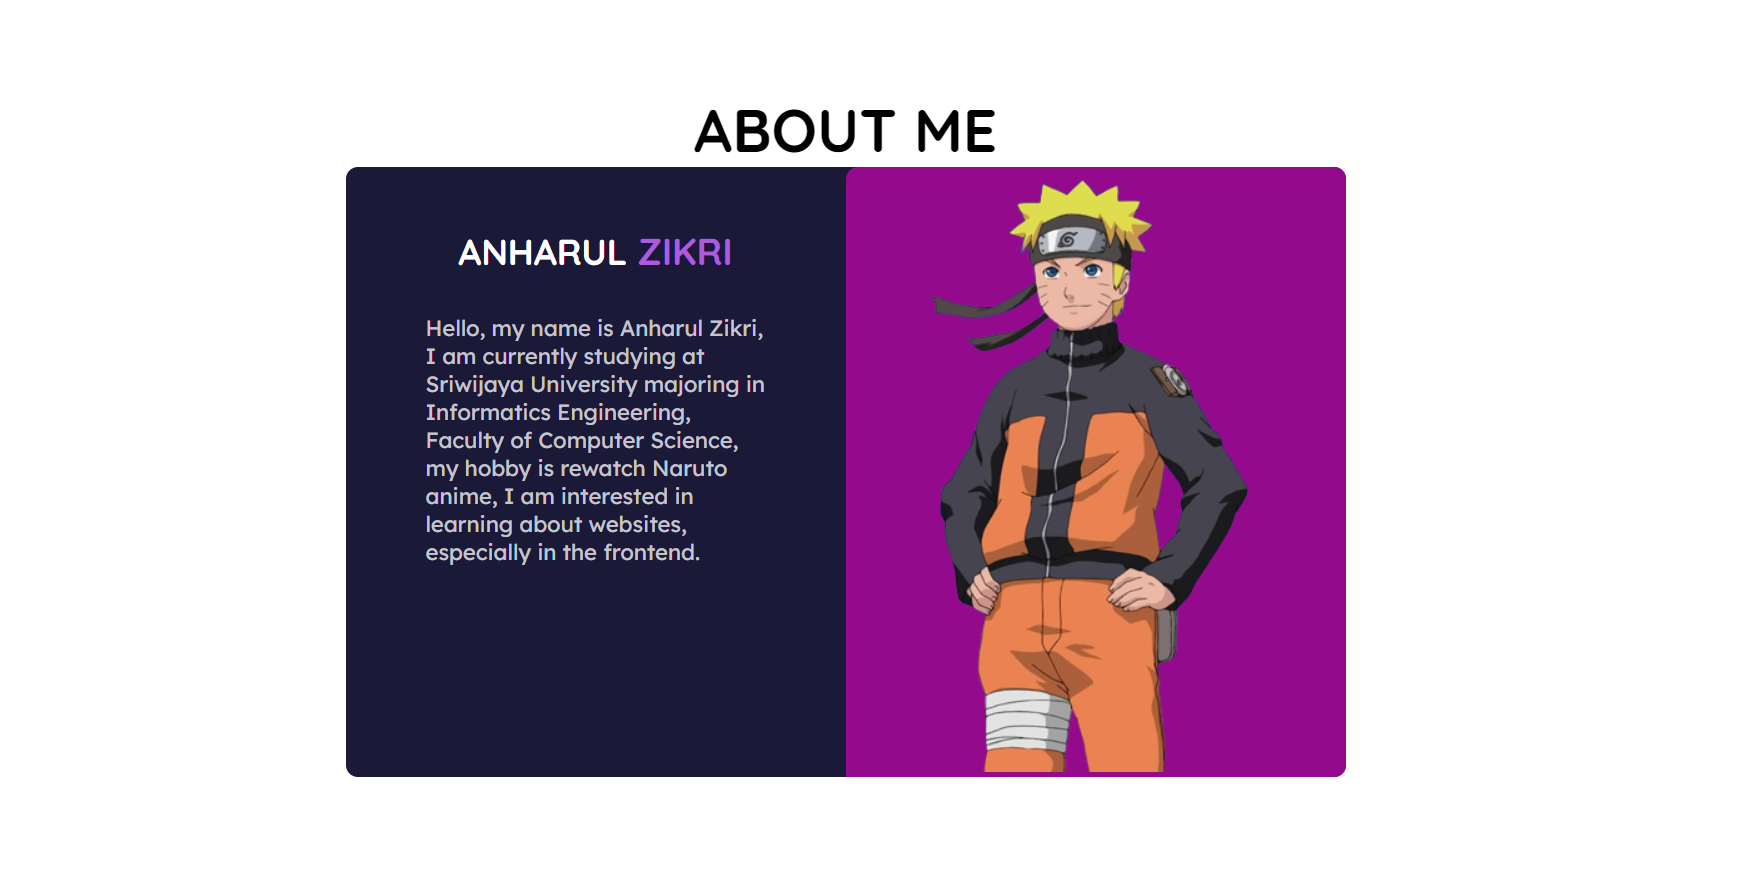 ABOUT ME
ANHARUL ZIKRI
Hello, my name is Anharul Zikri,
I am currently studying at
Sriwijaya University majoring in
Informatics Engineering,
Faculty of Computer Science,
my hobby is rewatch Naruto
anime, I am interested in
learning about websites,
especially in the frontend.